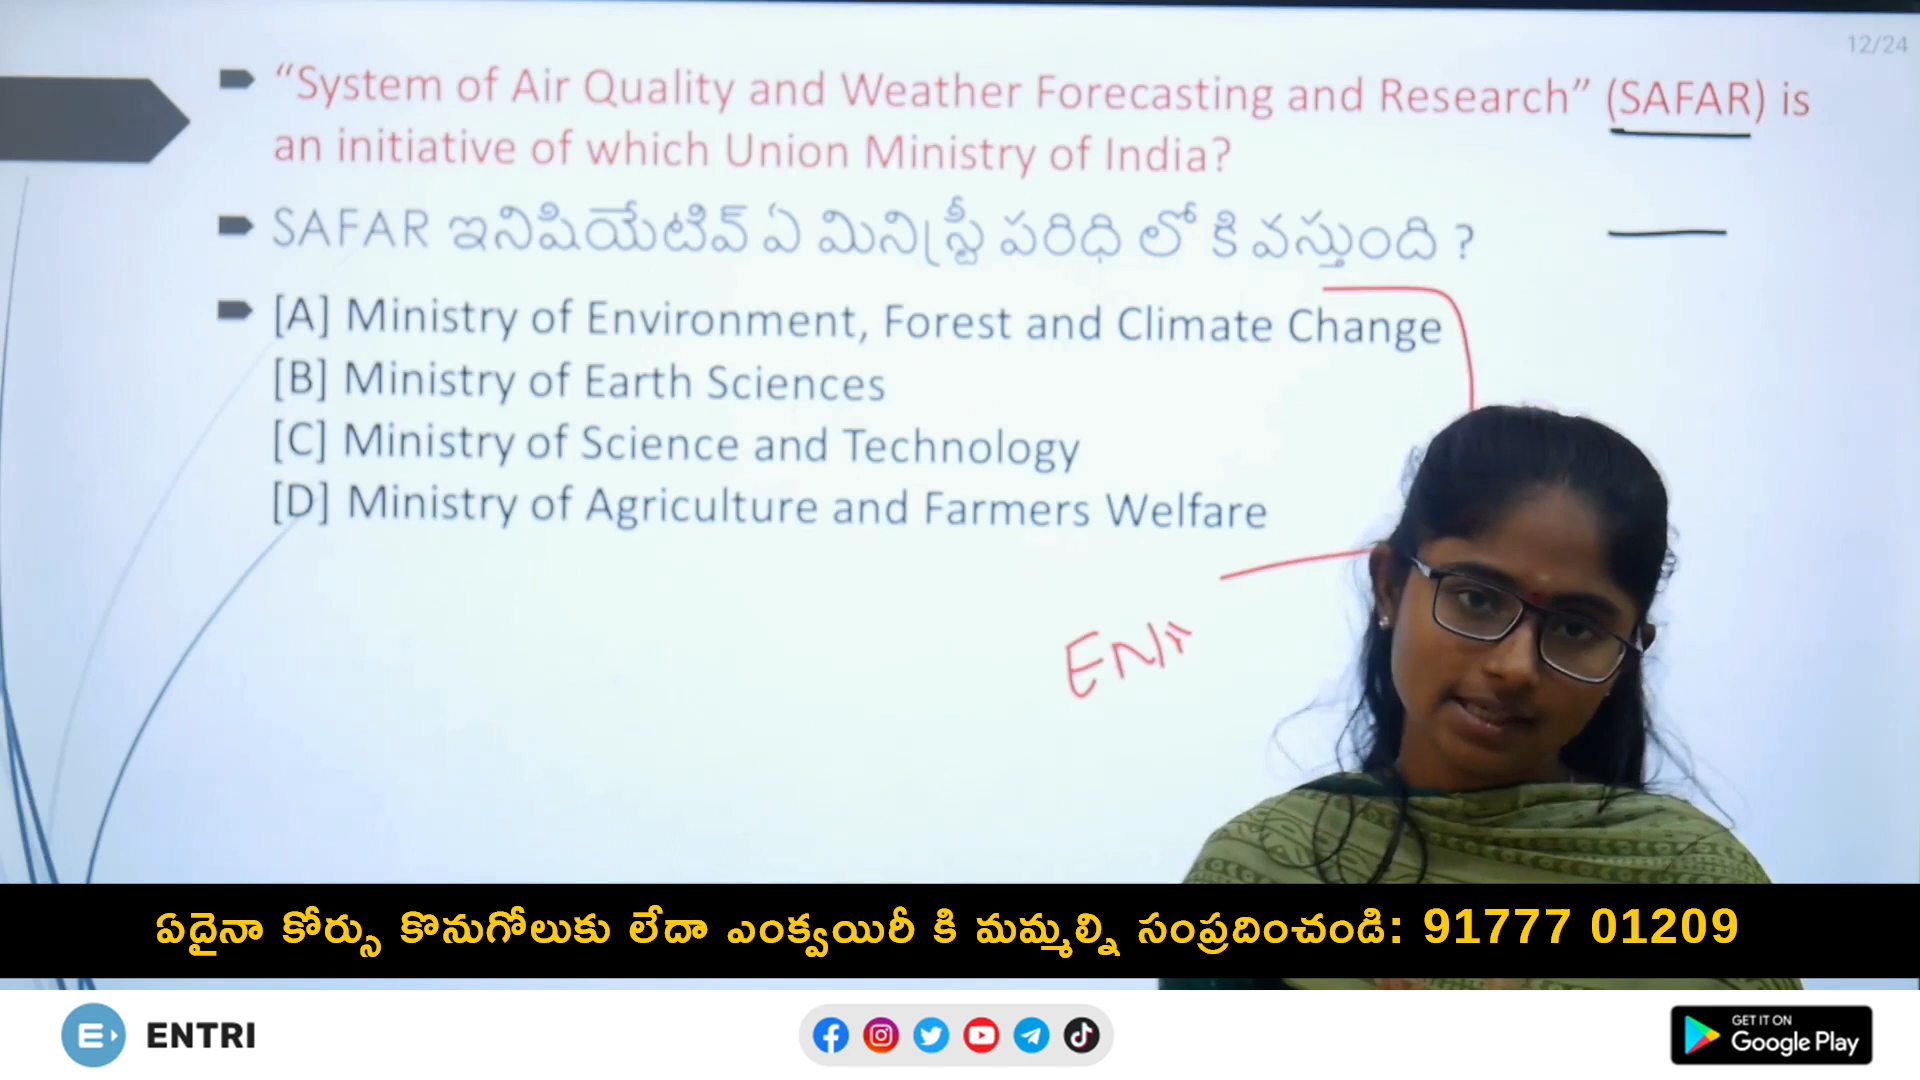 12/24
“System of Air Quality and Weather Forecasting and Research” (SAFAR) is
an initiative of which Union Ministry of India?
SAFAR ఇనిషియేటివ్ ఏ మినిస్ట్రీ పరిధి లో కి వస్తుంది ?
[A] Ministry of Environment, Forest and Climate Change
[B] Ministry of Earth Sciences
[C] Ministry of Science and Technology
[D] Ministry of Agriculture and Farmers Welfare
ఏదైనా కోర్సు కొనుగోలుకు లేదా ఎంక్వయిరీ కి మమ్మల్ని సంప్రదించండి: 91777 01209
ENTRI
GET IT ON
Google Play